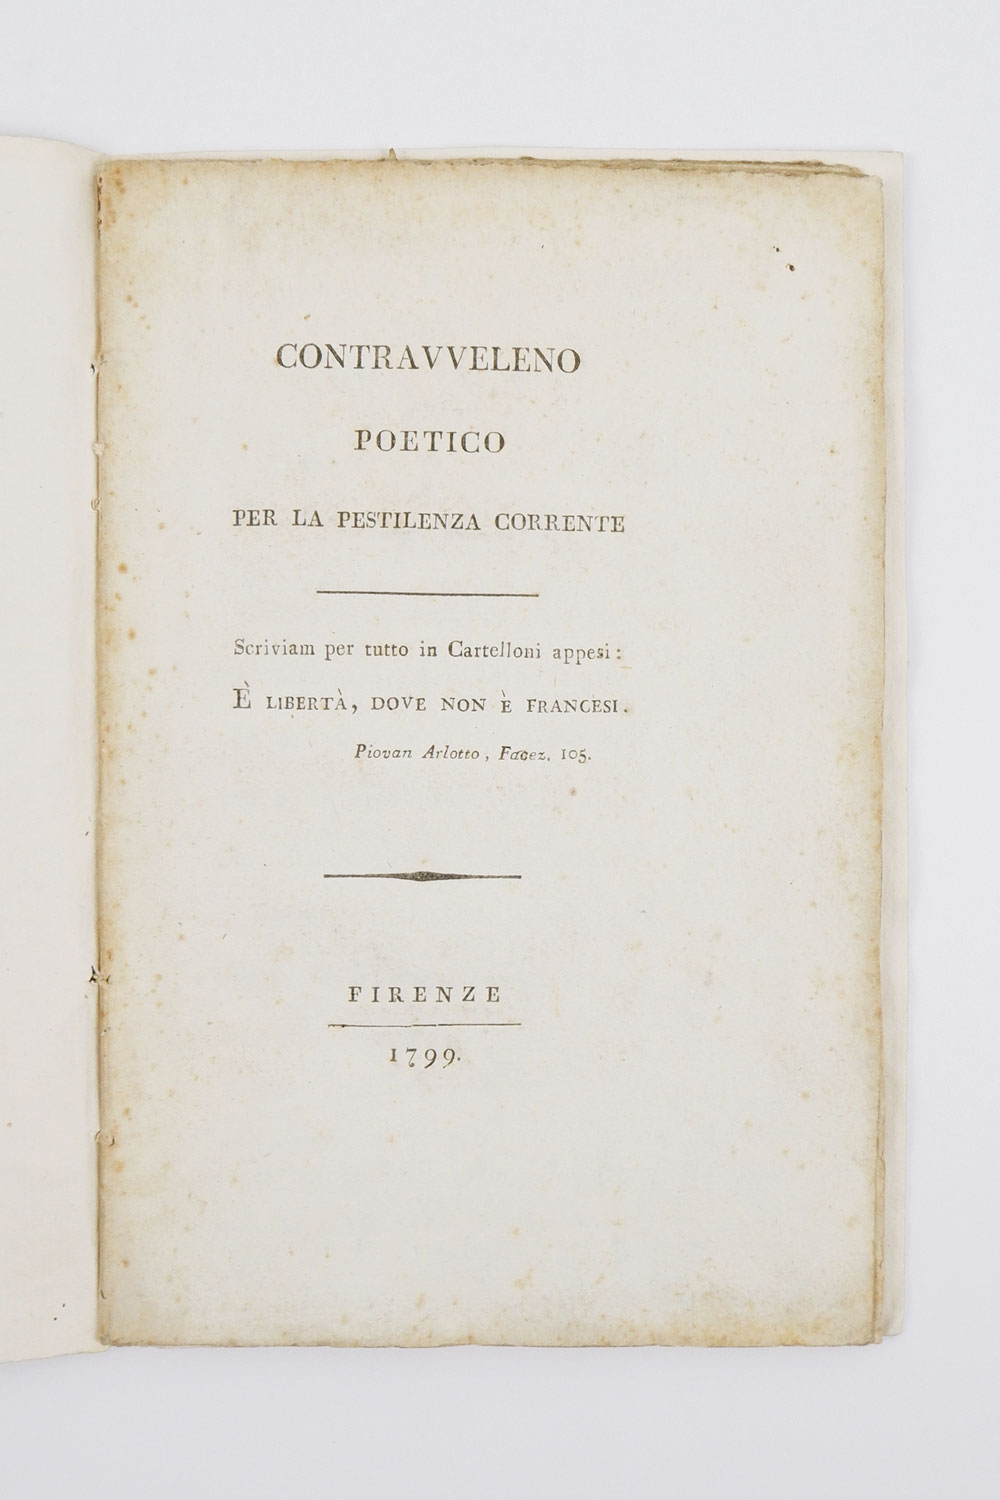 CONTRAVVELENO
POETICO
PER LA PESTILENZA CORRENTE
Scriviam per tutto in Cartelloni appesi:
È LIBERTÀ, DOVE NON È FRANCESI.
Piovan Arlotto, Facez. 105.
FIRENZE
1799.